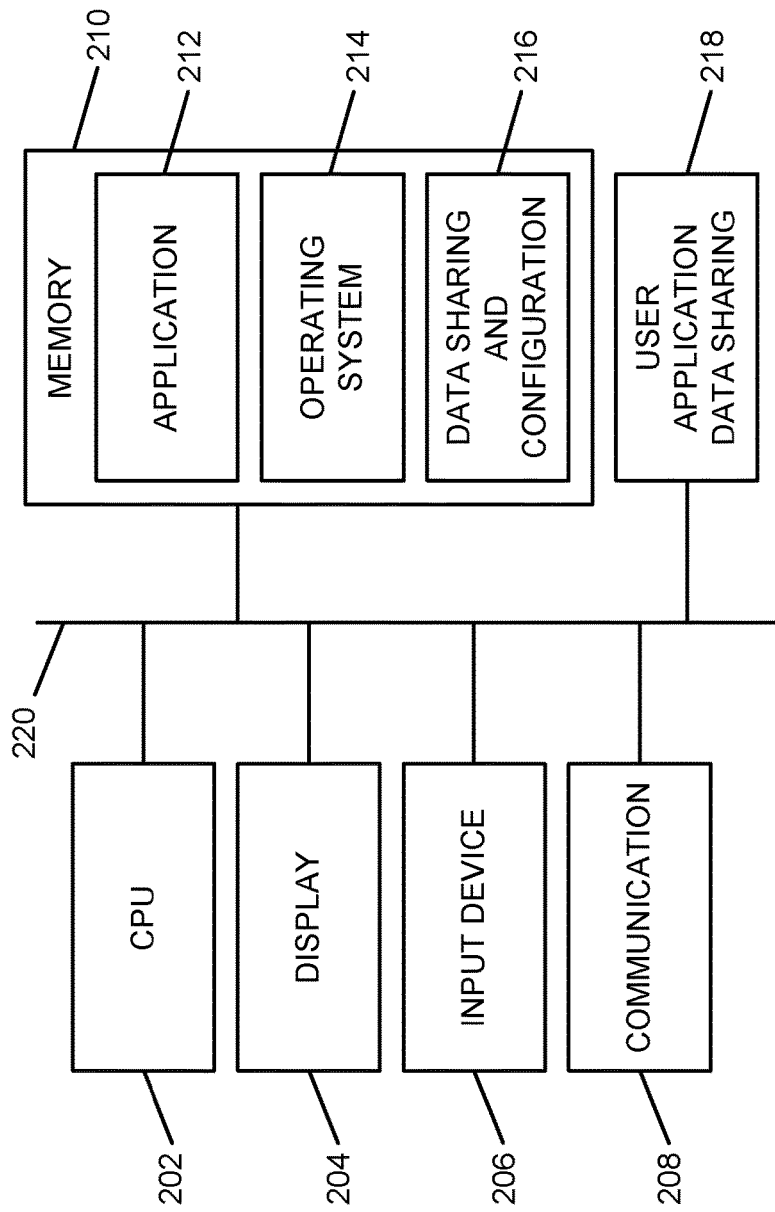 220
CPU
202
DISPLAY
204
INPUT DEVICE
206
COMMUNICATION
208
MEMORY
210
APPLICATION
212
OPERATING
SYSTEM
214
DATA SHARING
AND
CONFIGURATION
216
USER
APPLICATION
DATA SHARING
218